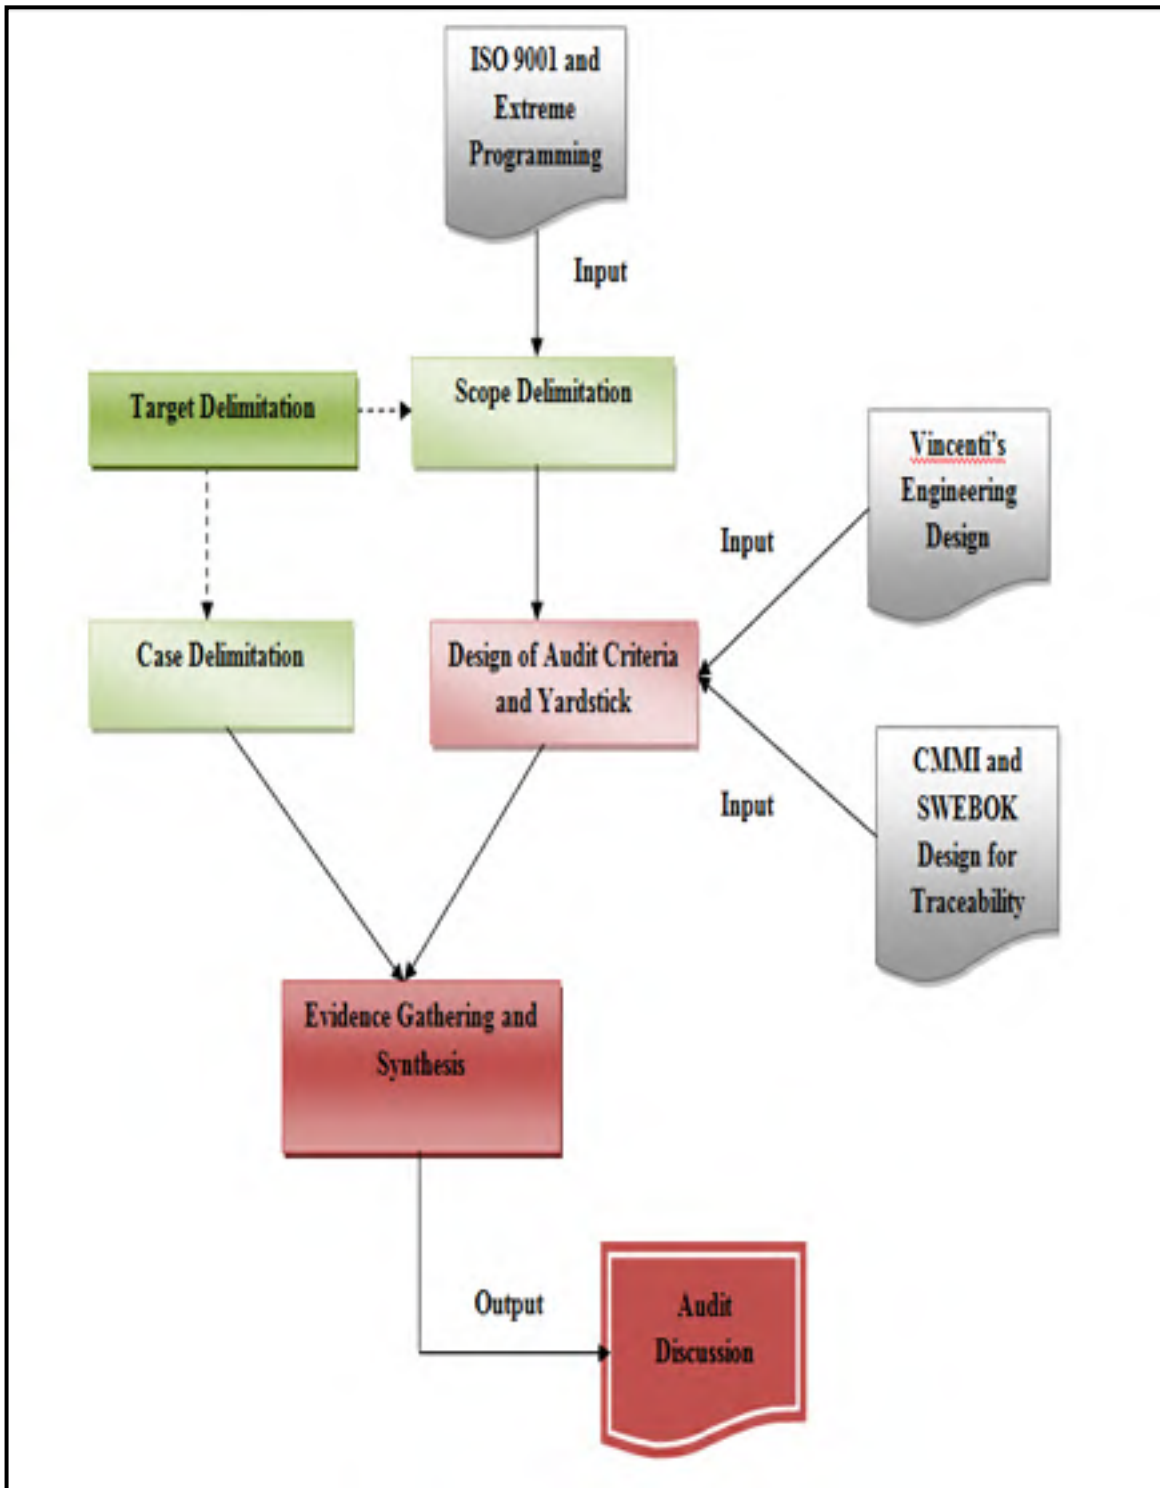 ISO 9001 and
Extreme
Programming
Input
Target Delimitation
Scope Delimitation
Vincenti's
Engineering
Design
Input
Case Delimitation
Design of Audit Criteria
and Yardstick
CMMI and
SWEBOK
Design for
Traceability
Input
Evidence Gathering and
Synthesis
Output
Audit
Discussion